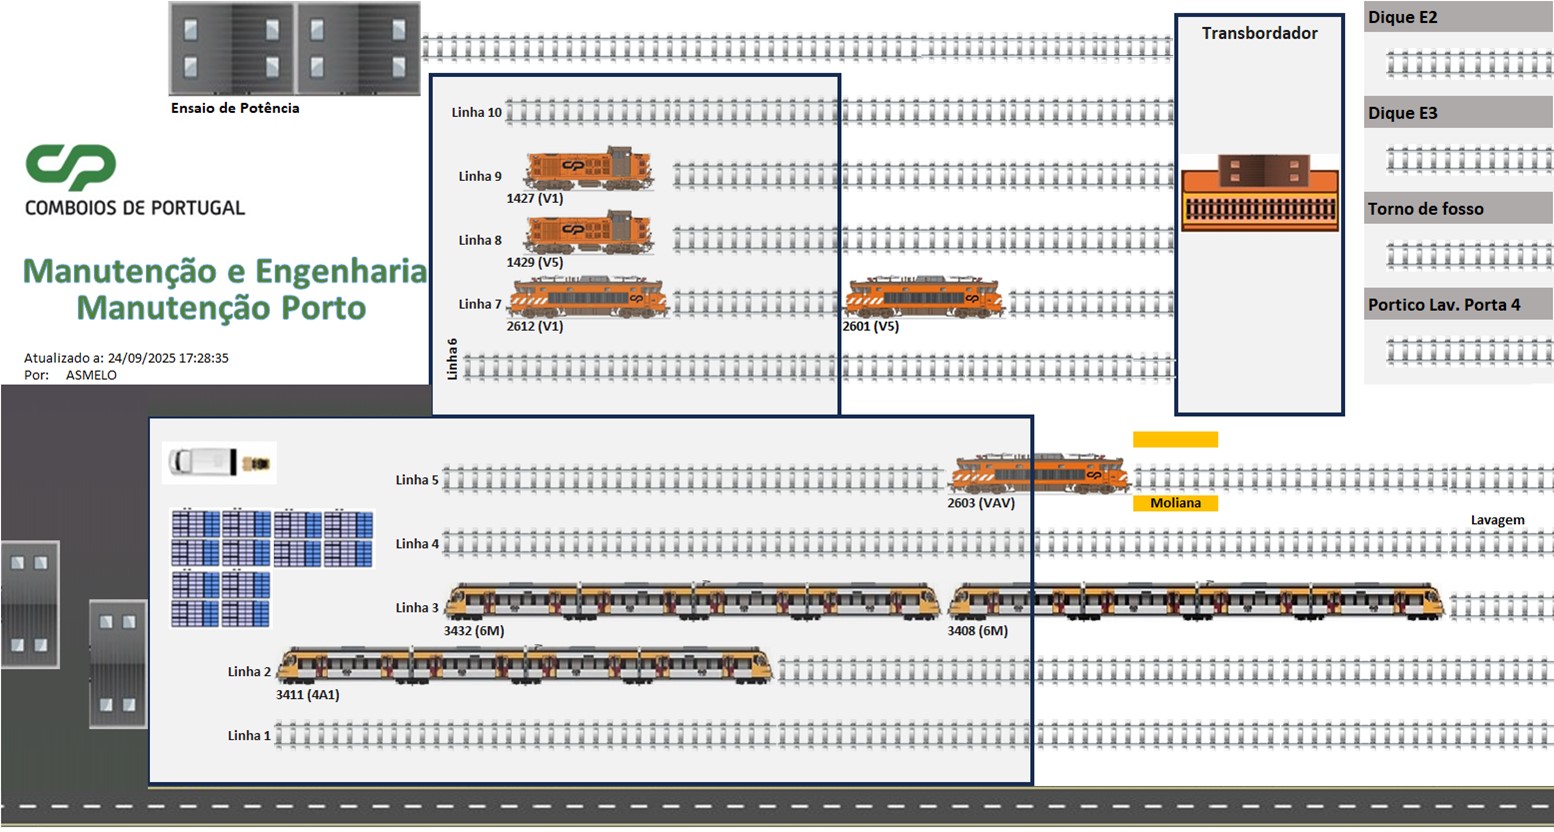 Ensaio de Potência
CP
COMBOIOS DE PORTUGAL
Manutenção e Engenharia
Manutenção Porto
Atualizado a: 24/09/2025 17:28:35
Por: ASMELO
Transbordador
Dique E2
Dique E3
Torno de fosso
Portico Lav. Porta 4
Linha 10
Linha 9
1427 (V1)
Linha 8
1429 (V5)
Linha 7
2612 (V1)
2601 (V5)
Linha 6
Linha 5
2603 (VAV)
Moliana
Lavagem
Linha 4
Linha 3
3432 (6M)
3408 (6M)
Linha 2
3411 (4A1)
Linha 1